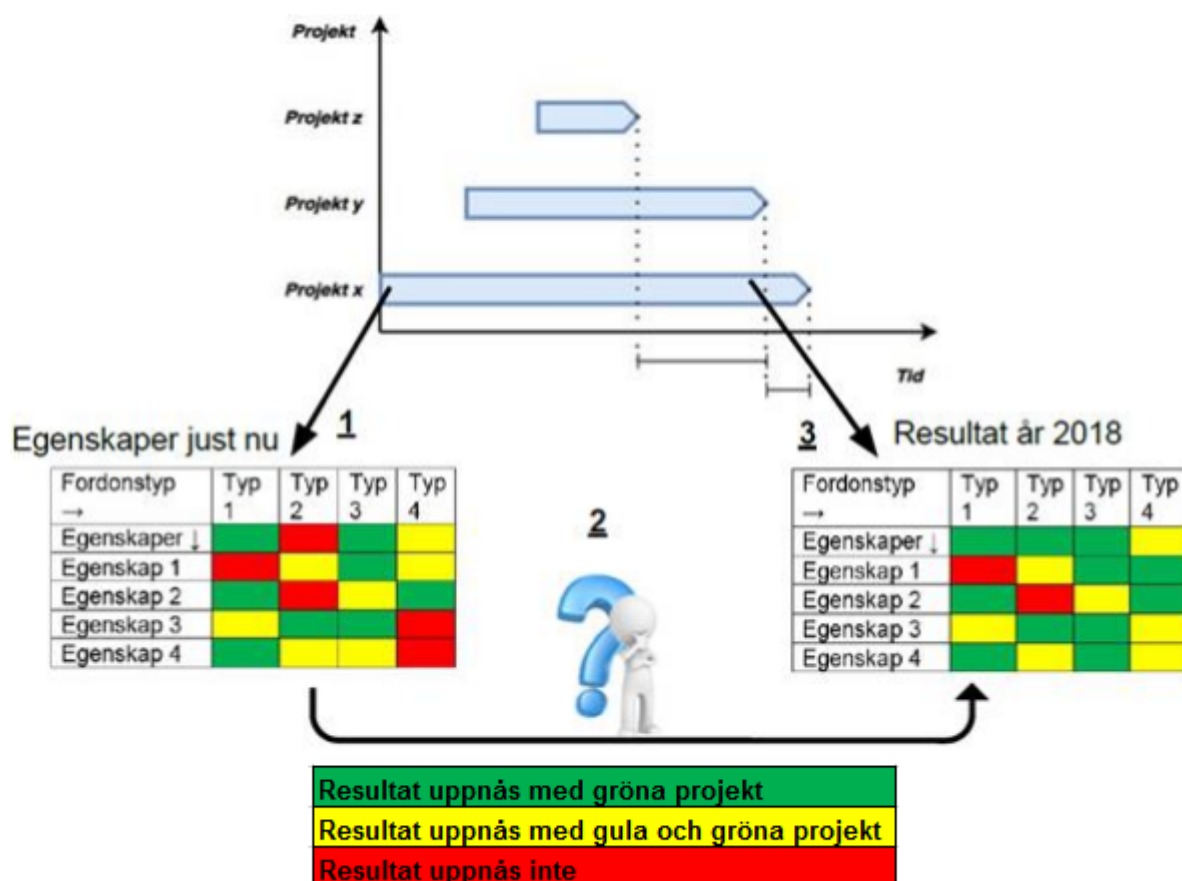 Projekt
Projekt z
Projekt y
Projekt x
Tid
Egenskaper just nu
1
3
Resultat år 2018
Fordonstyp → Typ 1 Typ 2 Typ 3 Typ 4
Egenskaper ↓
Egenskap 1
Egenskap 2
Egenskap 3
Egenskap 4
2
Fordonstyp → Typ 1 Typ 2 Typ 3 Typ 4
Egenskaper ↓
Egenskap 1
Egenskap 2
Egenskap 3
Egenskap 4
Resultat uppnås med gröna projekt
Resultat uppnås med gula och gröna projekt
Resultat uppnås inte